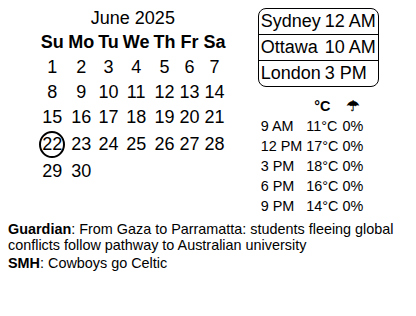 June 2025
Su Mo Tu We Th Fr Sa
1 2 3 4 5 6 7
8 9 10 11 12 13 14
15 16 17 18 19 20 21
22 23 24 25 26 27 28
29 30
Sydney 12 AM
Ottawa 10 AM
London 3 PM
°C ☂
9 AM 11°C 0%
12 PM 17°C 0%
3 PM 18°C 0%
6 PM 16°C 0%
9 PM 14°C 0%
Guardian: From Gaza to Parramatta: students fleeing global
conflicts follow pathway to Australian university
SMH: Cowboys go Celtic